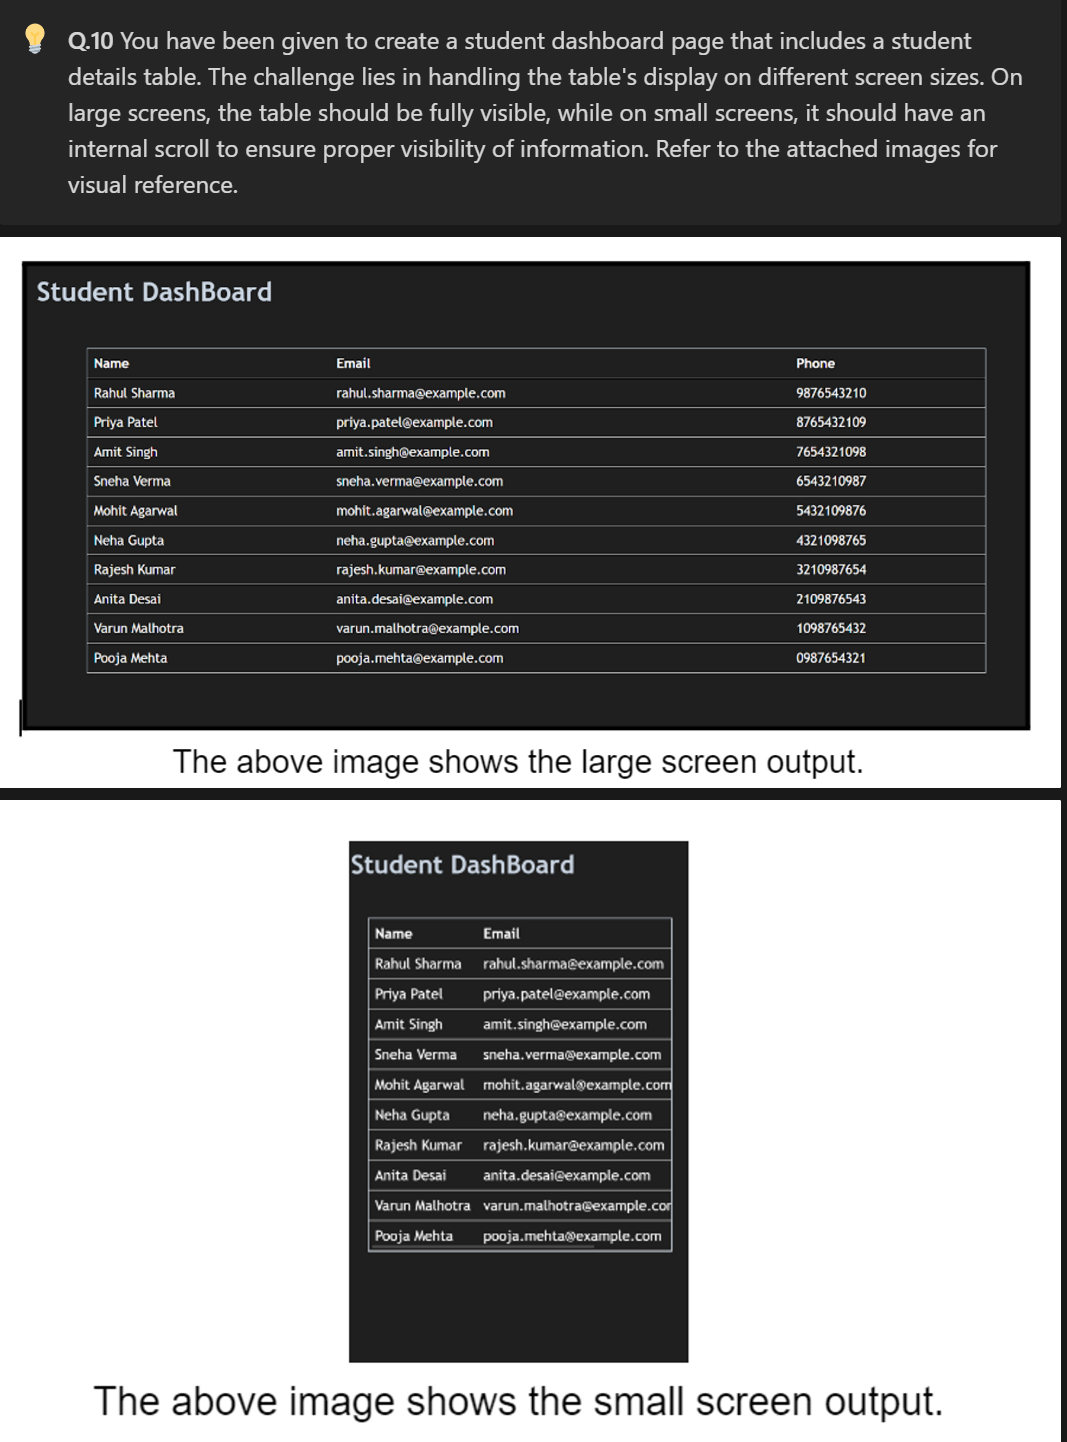 Q.10 You have been given to create a student dashboard page that includes a student
details table. The challenge lies in handling the table's display on different screen sizes. On
large screens, the table should be fully visible, while on small screens, it should have an
internal scroll to ensure proper visibility of information. Refer to the attached images for
visual reference.
Student DashBoard
Name Email Phone
Rahul Sharma rahul.sharma@example.com 9876543210
Priya Patel priya.patel@example.com 8765432109
Amit Singh amit.singh@example.com 7654321098
Sneha Verma sneha.verma@example.com 6543210987
Mohit Agarwal mohit.agarwal@example.com 5432109876
Neha Gupta neha.gupta@example.com 4321098765
Rajesh Kumar rajesh.kumar@example.com 3210987654
Anita Desai anita.desai@example.com 2109876543
Varun Malhotra varun.malhotra@example.com 1098765432
Pooja Mehta pooja.mehta@example.com 0987654321
The above image shows the large screen output.
Student DashBoard
Name Email
Rahul Sharma rahul.sharma@example.com
Priya Patel priya.patel@example.com
Amit Singh amit.singh@example.com
Sneha Verma sneha.verma@example.com
Mohit Agarwal mohit.agarwal@example.com
Neha Gupta neha.gupta@example.com
Rajesh Kumar rajesh.kumar@example.com
Anita Desai anita.desai@example.com
Varun Malhotra varun.malhotra@example.cor
Pooja Mehta pooja.mehta@example.com
The above image shows the small screen output.